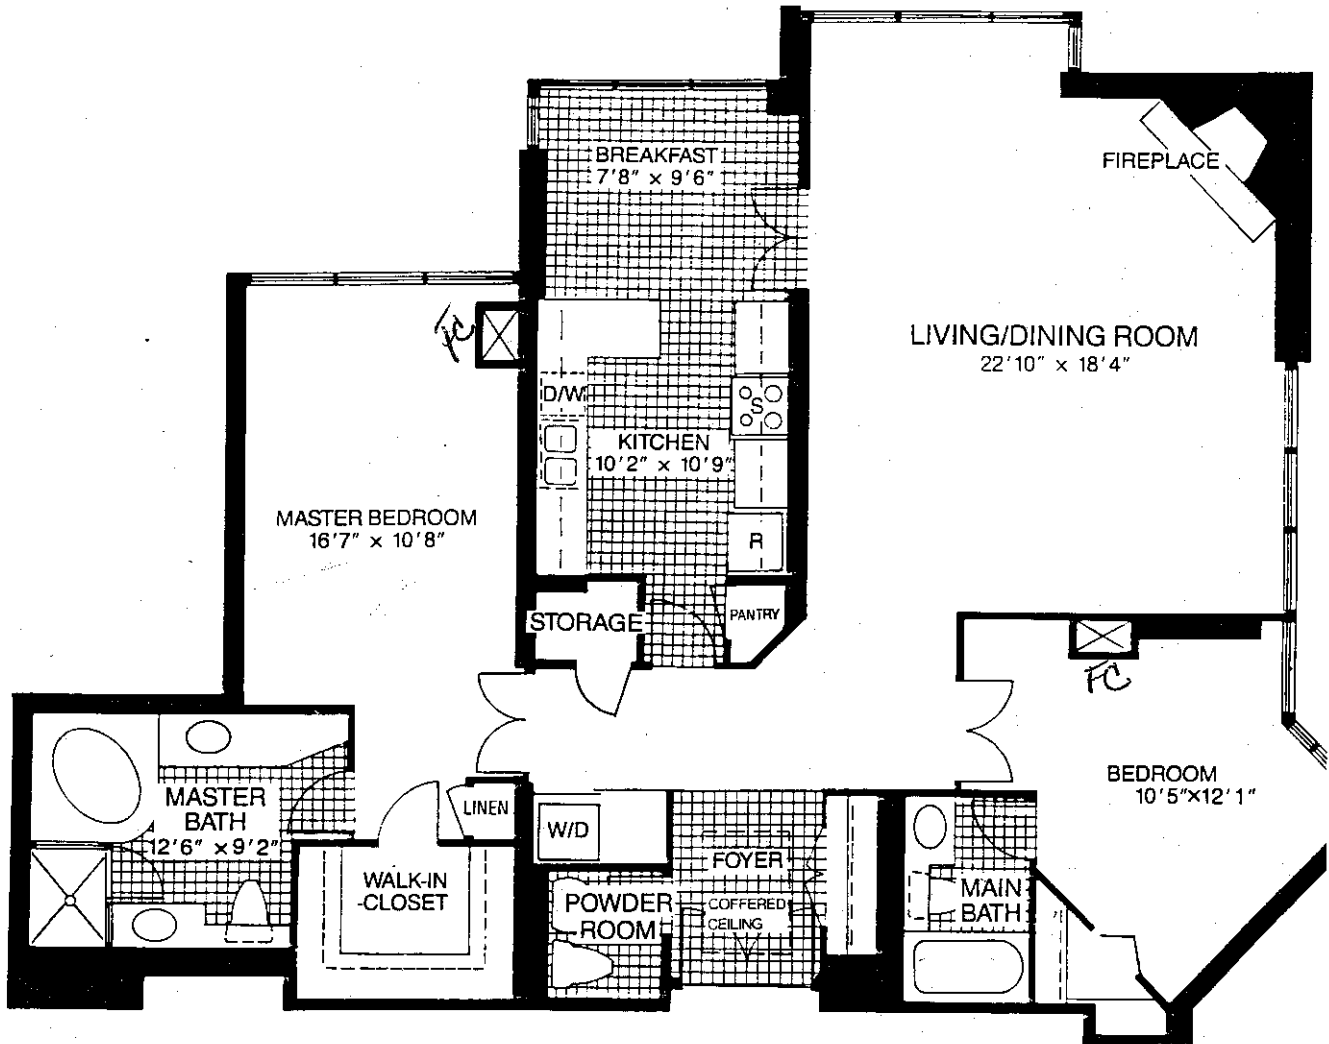 BREAKFAST
7'8" × 9'6"
FIREPLACE
FC
LIVING/DINING ROOM
22'10" × 18'4"
D/W
S
KITCHEN
10'2" × 10'9"
MASTER BEDROOM
16'7" × 10'8"
R
STORAGE
PANTRY
FC
BEDROOM
10'5"×12'1"
MASTER
BATH
12'6" × 9'2"
LINEN
W/D
FOYER
COFFERED
CEILING
WALK-IN
-CLOSET
POWDER
ROOM
MAIN
BATH